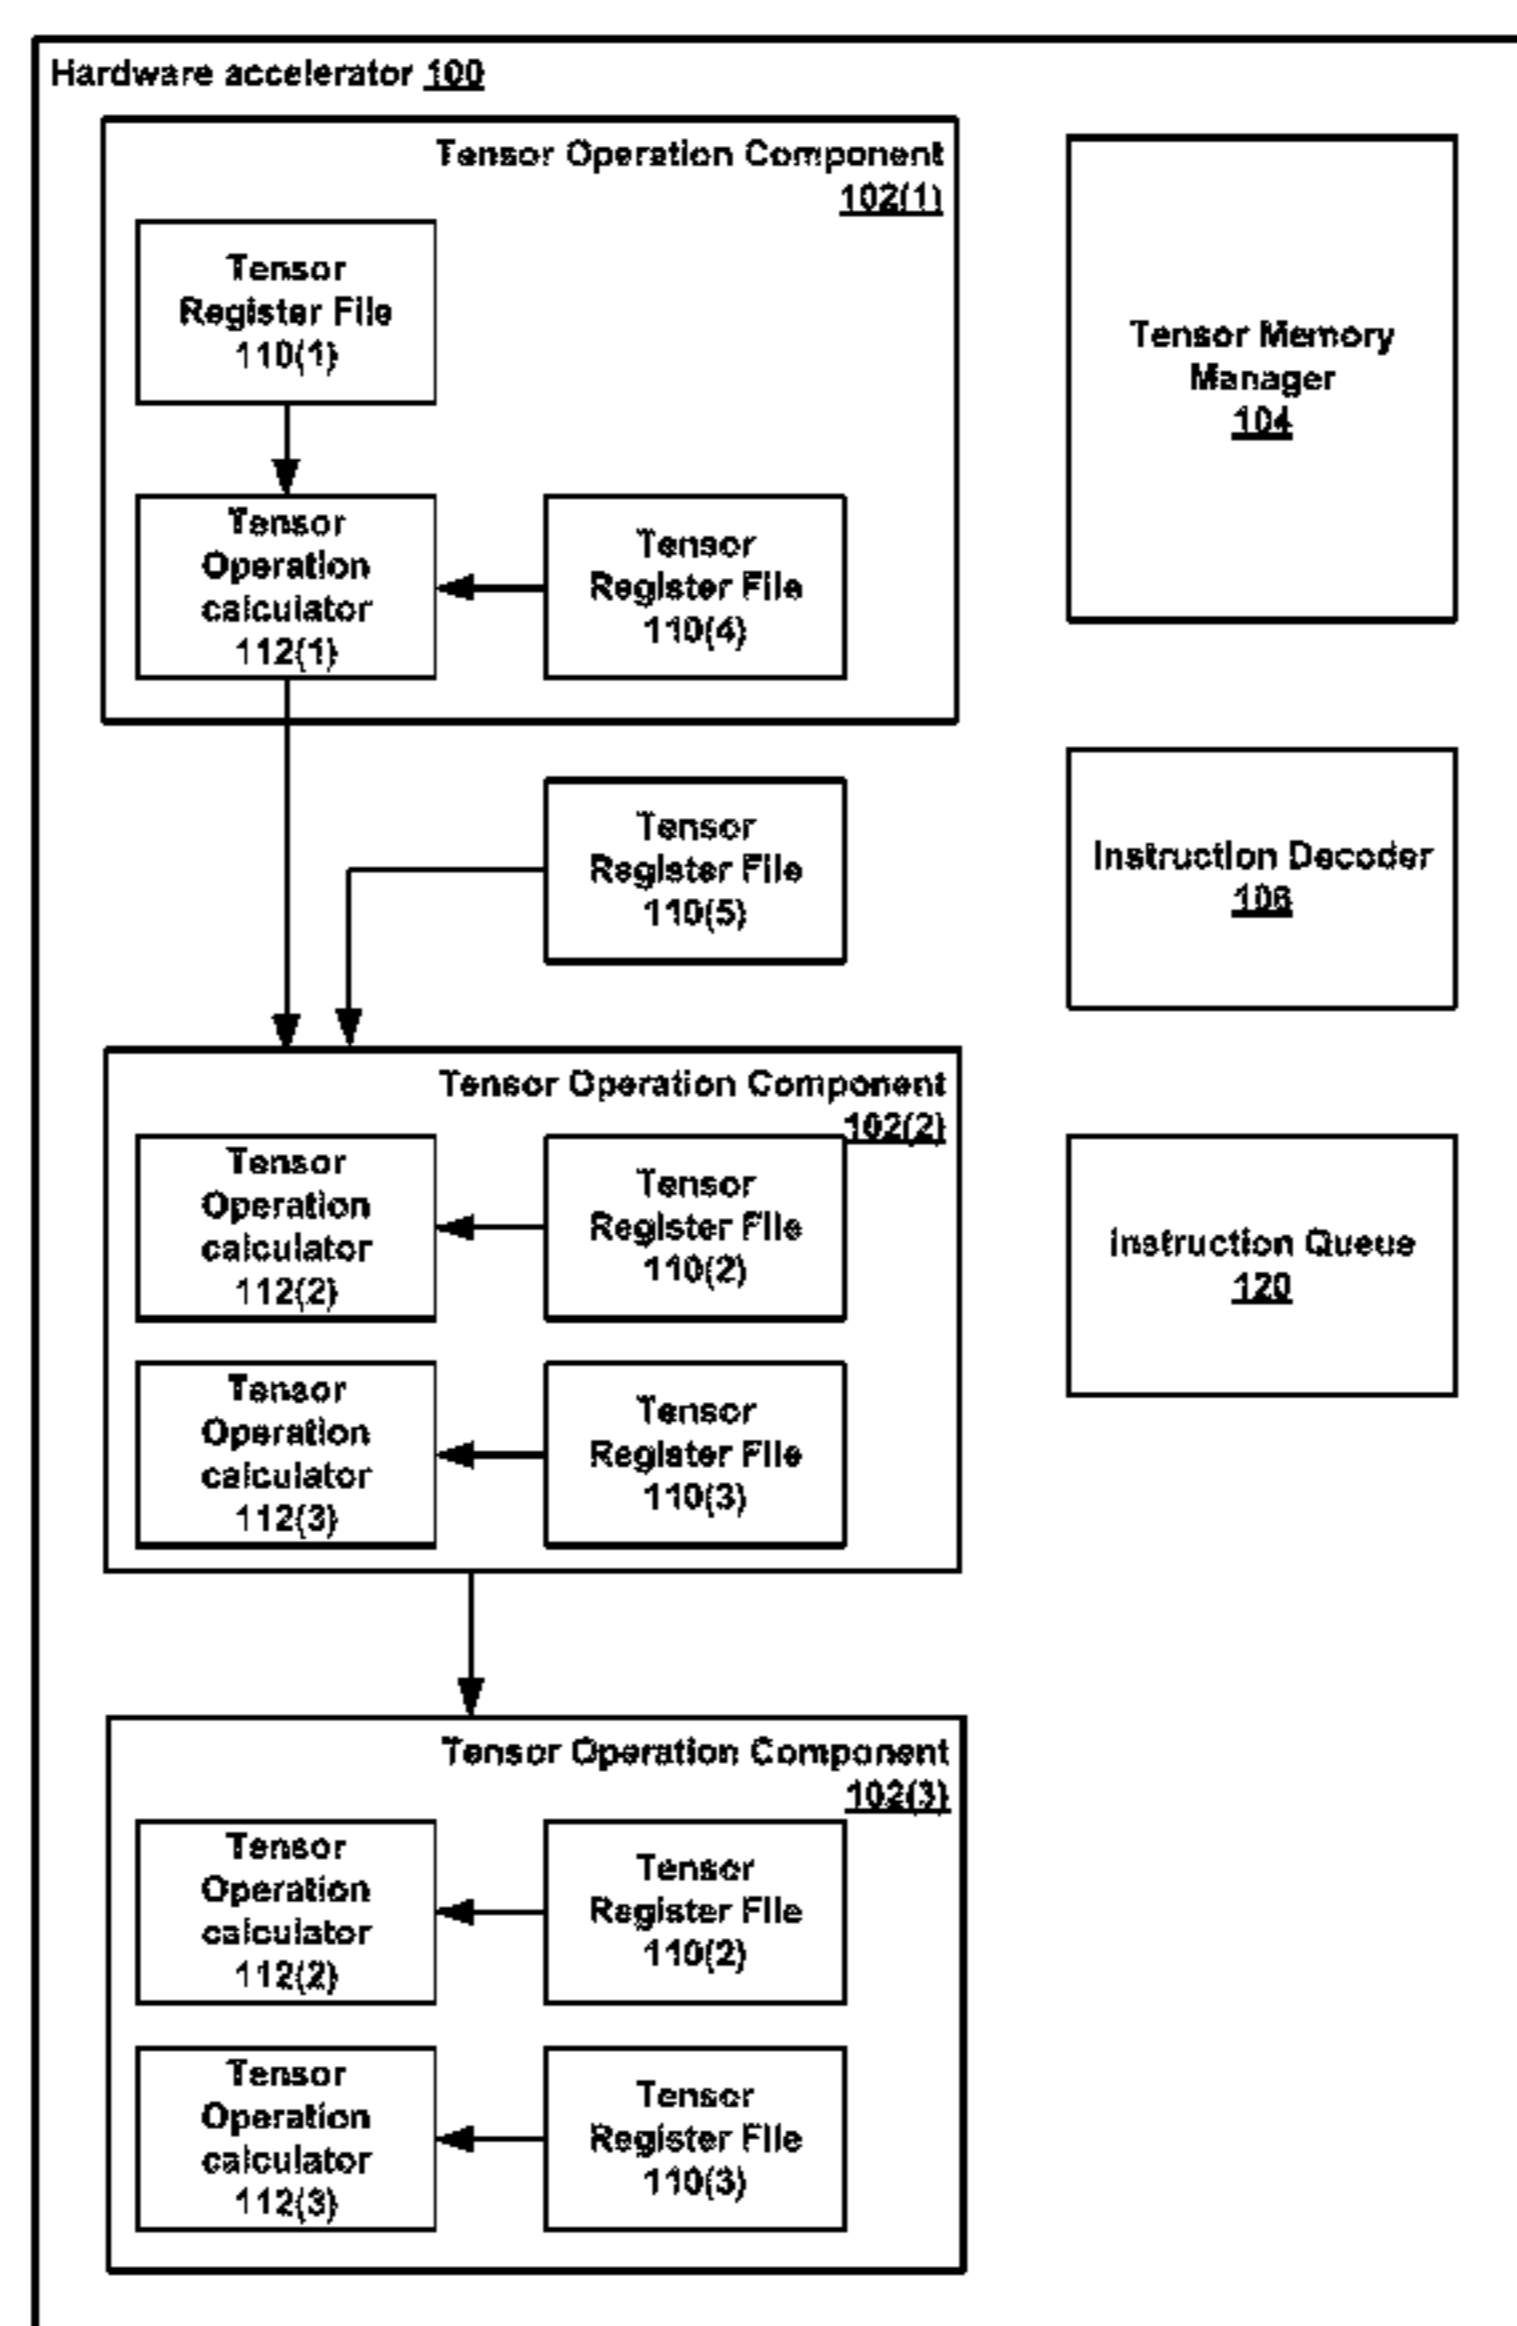 Hardware accelerator 100
Tensor Operation Component
102(1)
Tensor
Register File
110(1)
Tensor
Operation
calculator
112(1)
Tensor
Register File
110(4)
Tensor Memory
Manager
104
Tensor
Register File
110(5)
Instruction Decoder
106
Tensor Operation Component
102(2)
Tensor
Operation
calculator
112(2)
Tensor
Register File
110(2)
Tensor
Operation
calculator
112(3)
Tensor
Register File
110(3)
Instruction Queue
120
Tensor Operation Component
102(3)
Tensor
Operation
calculator
112(2)
Tensor
Register File
110(2)
Tensor
Operation
calculator
112(3)
Tensor
Register File
110(3)